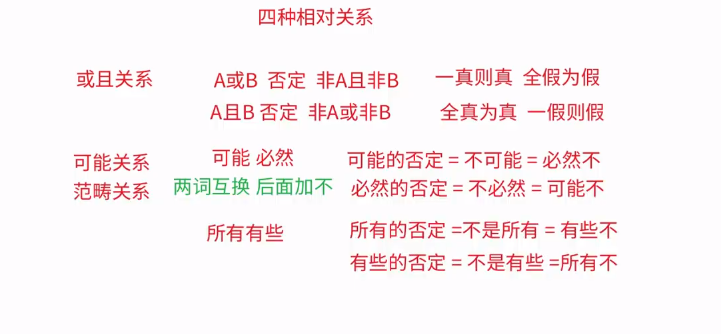 四种相对关系
或且关系 A或B 否定 非A且非B 一真则真 全假为假
A且B 否定 非A或非B 全真为真 一假则假
可能关系 可能 必然 可能的否定 = 不可能 = 必然不
范畴关系 两词互换 后面加不 必然的否定 = 不必然 = 可能不
所有有些 所有的否定 =不是所有 = 有些不
有些的否定 = 不是有些 =所有不